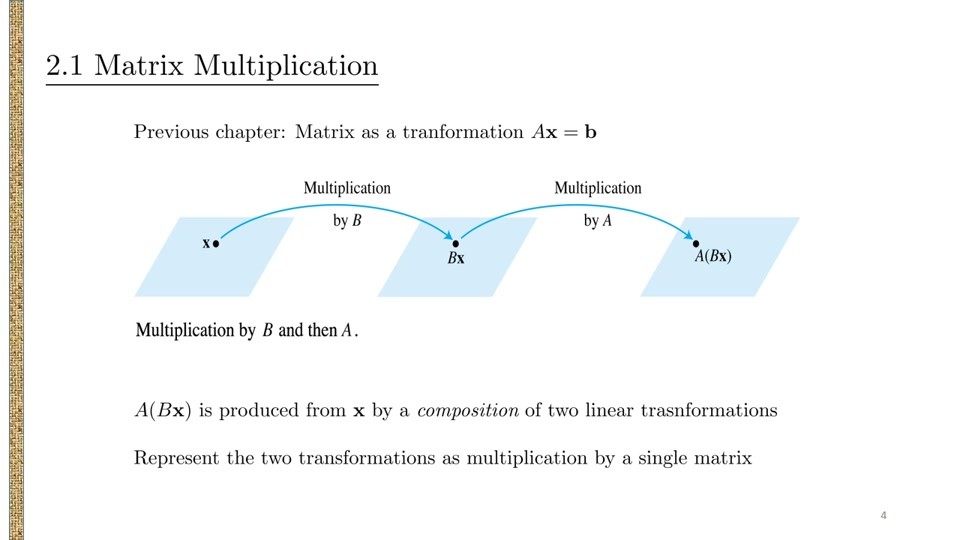 2.1 Matrix Multiplication
Previous chapter: Matrix as a tranformation Ax = b
Multiplication
by B
Multiplication
by A
x
Bx
A(Bx)
Multiplication by B and then A.
A(Bx) is produced from x by a composition of two linear trasnformations
Represent the two transformations as multiplication by a single matrix
4